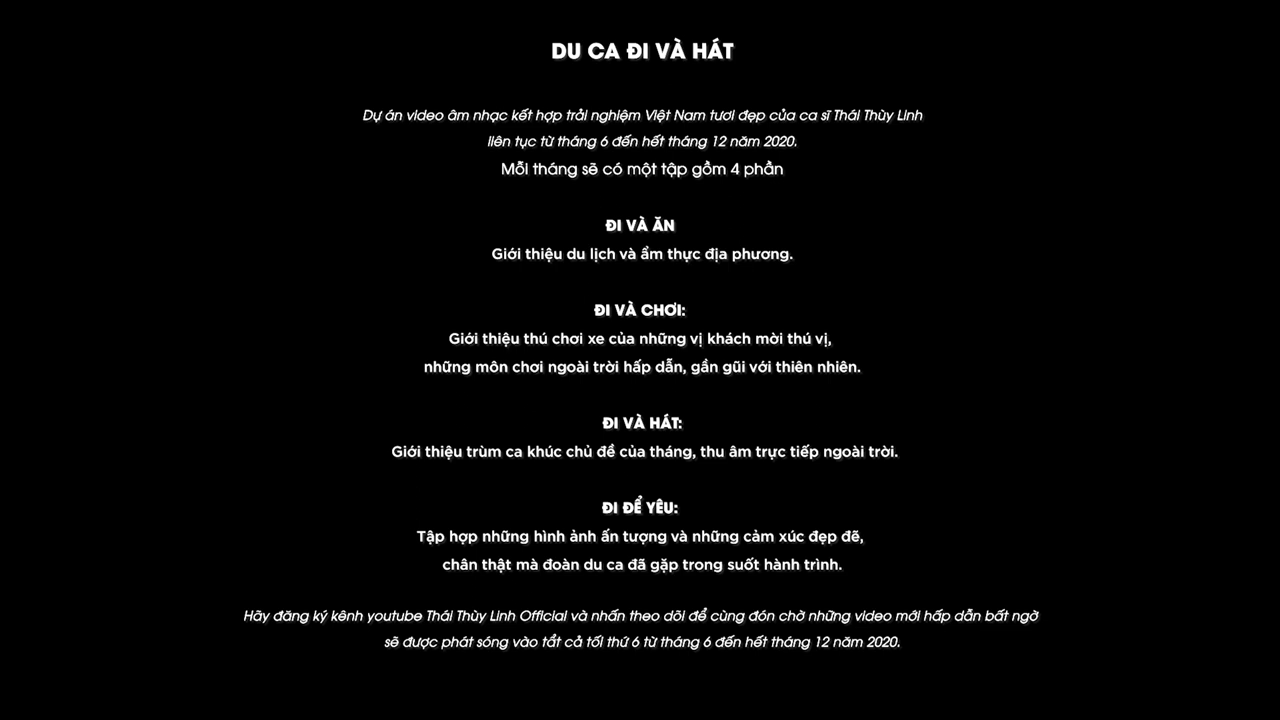 DU CA ĐI VÀ HÁT
Dự án video âm nhạc kết hợp trải nghiệm Việt Nam tươi đẹp của ca sĩ Thái Thùy Linh
liên tục từ tháng 6 đến hết tháng 12 năm 2020.
Mỗi tháng sẽ có một tập gồm 4 phần
ĐI VÀ ĂN
Giới thiệu du lịch và ẩm thực địa phương.
ĐI VÀ CHƠI:
Giới thiệu thú chơi xe của những vị khách mời thú vị,
những môn chơi ngoài trời hấp dẫn, gần gũi với thiên nhiên.
ĐI VÀ HÁT:
Giới thiệu trùm ca khúc chủ đề của tháng, thu âm trực tiếp ngoài trời.
ĐI ĐỂ YÊU:
Tập hợp những hình ảnh ấn tượng và những cảm xúc đẹp đẽ,
chân thật mà đoàn du ca đã gặp trong suốt hành trình.
Hãy đăng ký kênh youtube Thái Thùy Linh Official và nhấn theo dõi để cùng đón chờ những video mới hấp dẫn bất ngờ
sẽ được phát sóng vào tất cả tối thứ 6 từ tháng 6 đến hết tháng 12 năm 2020.